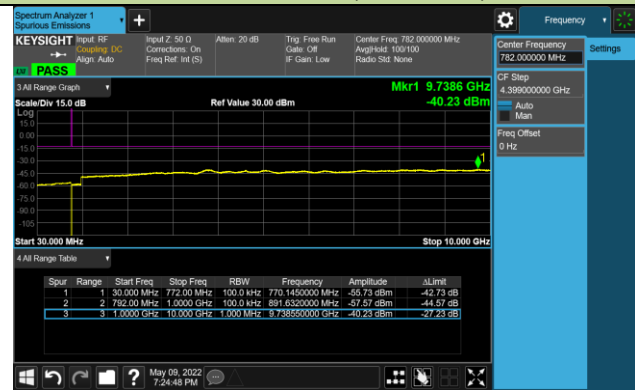 Spectrum Analyzer 1
Spurious Emissions
Frequency
KEYSIGHT
Input: RF
Coupling: DC
Align: Auto
Input Z: 50 Ω
Corrections: On
Freq Ref: Int (S)
Atten: 20 dB
Trig: Free Run
Gate: Off
IF Gain: Low
Center Freq: 782.000000 MHz
Avg|Hold: 100/100
Radio Std: None
PASS
Center Frequency
782.000000 MHz
Settings
CF Step
4.399000000 GHz
Auto
Man
Freq Offset
0 Hz
3 All Range Graph
Mkr1 9.7386 GHz
Scale/Div 15.0 dB
Ref Value 30.00 dBm
-40.23 dBm
Log
15.0
0.00
-15.0
-30.0
-45.0
-60.0
-75.0
-90.0
-105
1
Start 30.000 MHz
Stop 10.000 GHz
4 All Range Table
Spur Range Start Freq Stop Freq RBW Frequency Amplitude ΔLimit
1 1 30.000 MHz 772.00 MHz 100.0 kHz 770.1450000 MHz -55.73 dBm -42.73 dB
2 2 792.00 MHz 1.0000 GHz 100.0 kHz 891.6320000 MHz -57.57 dBm -44.57 dB
3 3 1.0000 GHz 10.000 GHz 1.000 MHz 9.738550000 GHz -40.23 dBm -27.23 dB
May 09, 2022
7:24:48 PM